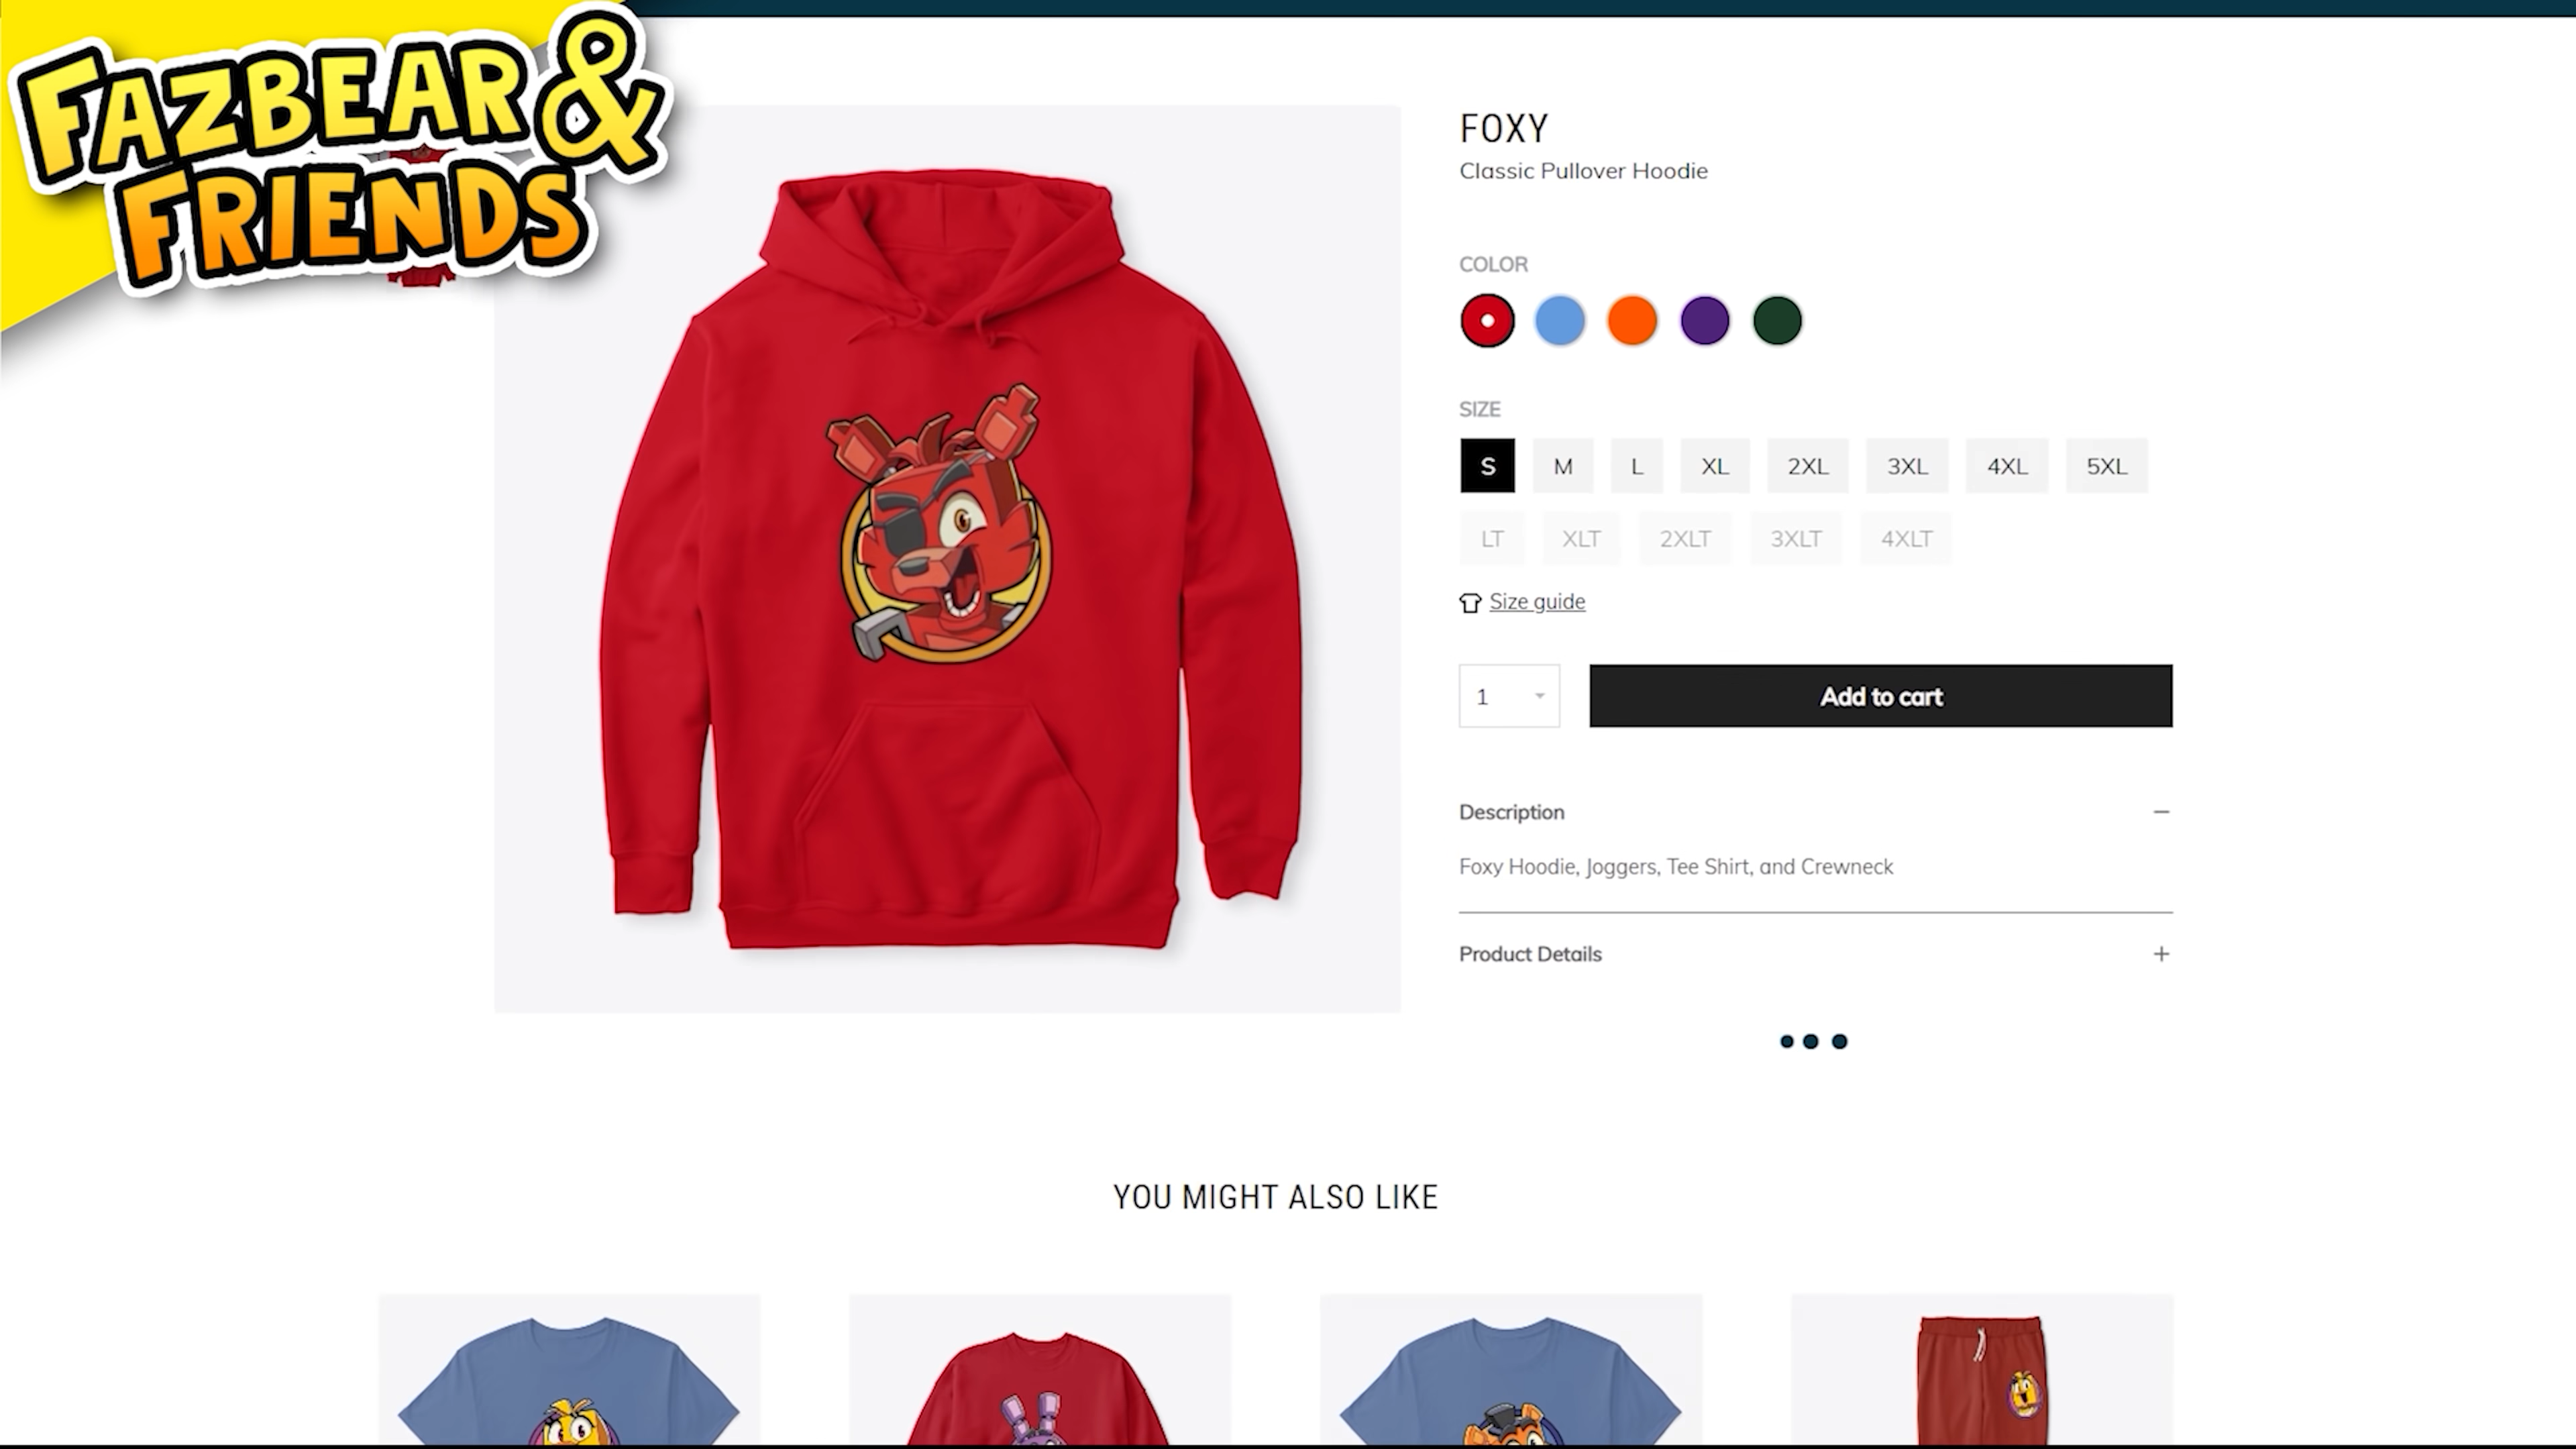 FAZBEAR &
FRIENDS
FOXY
Classic Pullover Hoodie
COLOR
SIZE
S M L XL 2XL 3XL 4XL 5XL
LT XLT 2XLT 3XLT 4XLT
Size guide
1 Add to cart
Description
Foxy Hoodie, Joggers, Tee Shirt, and Crewneck
Product Details
YOU MIGHT ALSO LIKE